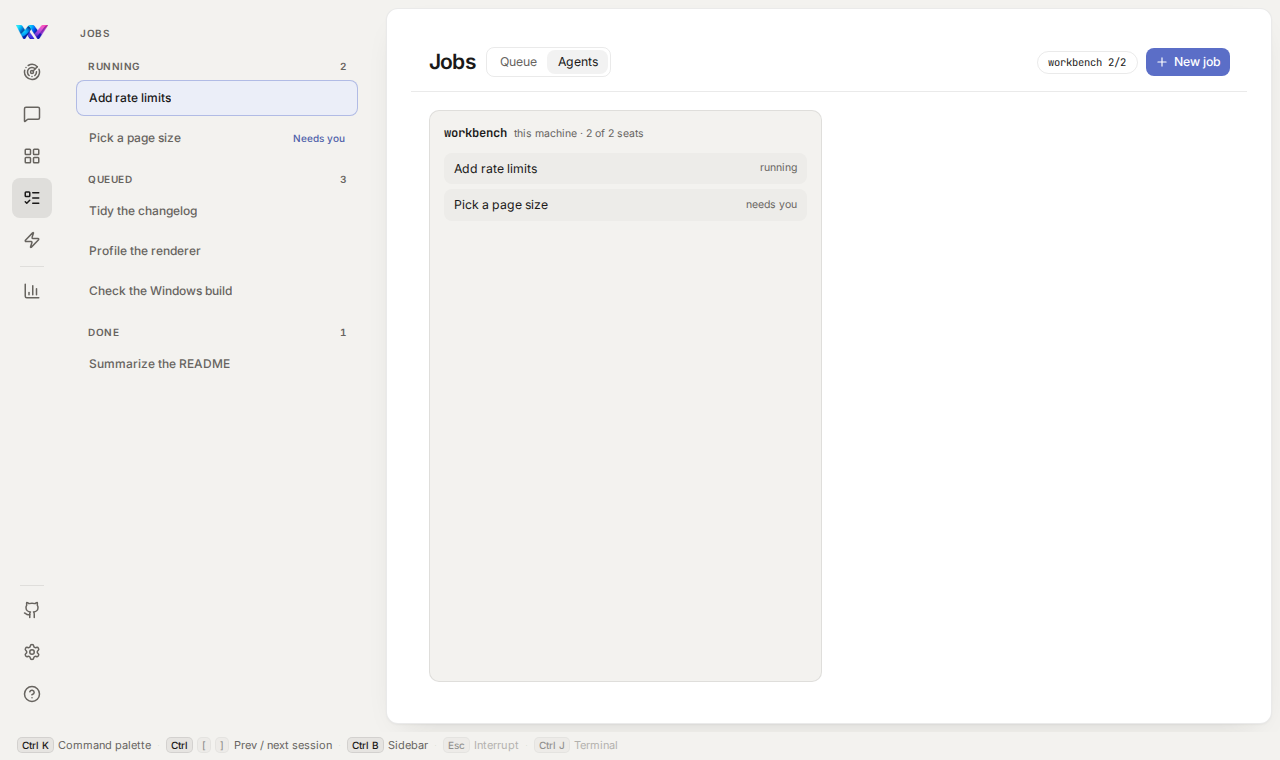 JOBS
RUNNING 2
Add rate limits
Pick a page size Needs you
QUEUED 3
Tidy the changelog
Profile the renderer
Check the Windows build
DONE 1
Summarize the README
Jobs Queue Agents workbench 2/2 + New job
workbench this machine · 2 of 2 seats
Add rate limits running
Pick a page size needs you
Ctrl K Command palette Ctrl [ ] Prev / next session Ctrl B Sidebar Esc Interrupt Ctrl J Terminal